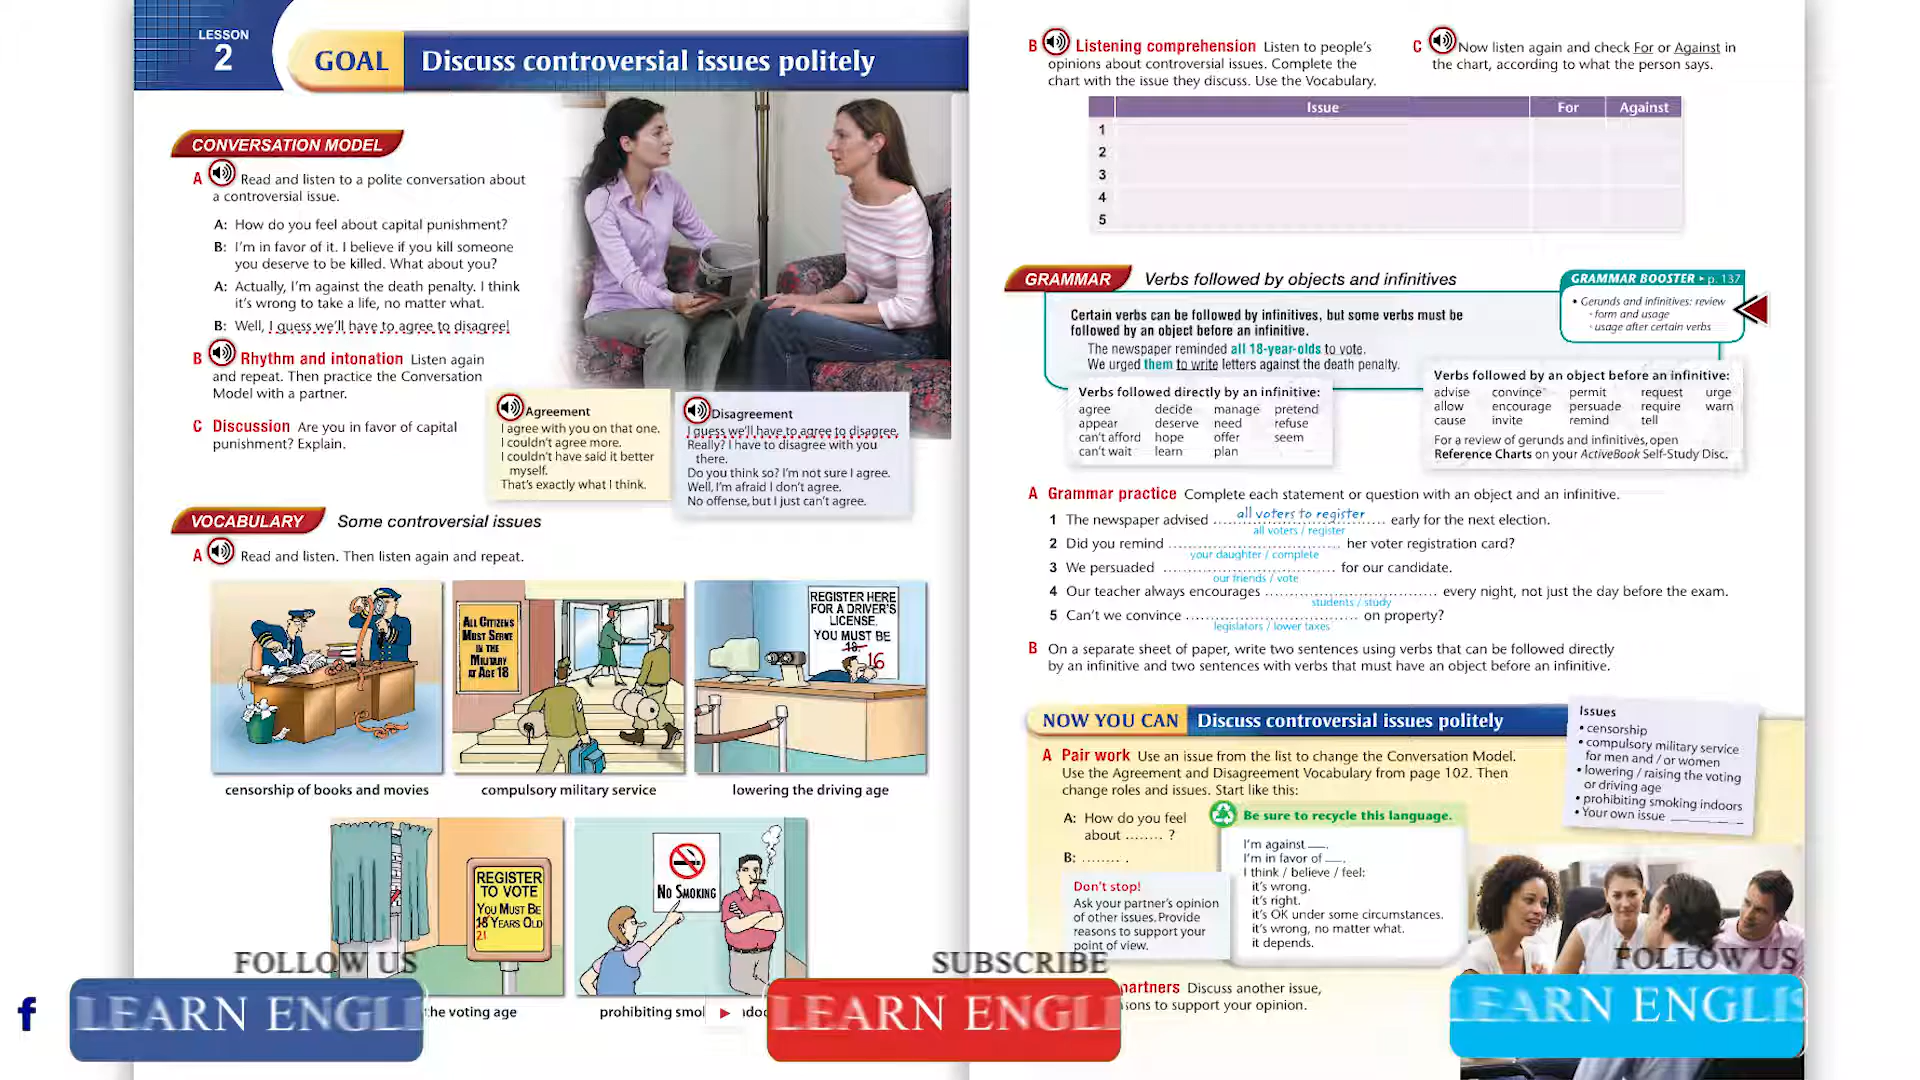 LESSON
2
GOAL
Discuss controversial issues politely
CONVERSATION MODEL
A Read and listen to a polite conversation about
a controversial issue.
A: How do you feel about capital punishment?
B: I'm in favor of it. I believe if you kill someone
you deserve to be killed. What about you?
A: Actually, I'm against the death penalty. I think
it's wrong to take a life, no matter what.
B: Well, I guess we'll have to agree to disagree!
B Rhythm and intonation Listen again
and repeat. Then practice the Conversation
Model with a partner.
C Discussion Are you in favor of capital
punishment? Explain.
Agreement
I agree with you on that one.
I couldn't agree more.
I couldn't have said it better
myself.
That's exactly what I think.
Disagreement
I guess we'll have to agree to disagree.
Really? I have to disagree with you
there.
Do you think so? I'm not sure I agree.
Well, I'm afraid I don't agree.
No offense, but I just can't agree.
VOCABULARY Some controversial issues
A Read and listen. Then listen again and repeat.
ALL CITIZENS
MUST SERVE
IN THE
MILITARY
AT AGE 18
REGISTER HERE
FOR A DRIVER'S
LICENSE.
YOU MUST BE
18
16
censorship of books and movies
compulsory military service
lowering the driving age
REGISTER
TO VOTE
YOU MUST BE
18 YEARS OLD
21
NO SMOKING
the voting age
prohibiting smo
B Listening comprehension Listen to people's
opinions about controversial issues. Complete the
chart with the issue they discuss. Use the Vocabulary.
C Now listen again and check For or Against in
the chart, according to what the person says.
Issue For Against
1
2
3
4
5
GRAMMAR Verbs followed by objects and infinitives
GRAMMAR BOOSTER ▸ p. 137
• Gerunds and infinitives: review
- form and usage
- usage after certain verbs
Certain verbs can be followed by infinitives, but some verbs must be
followed by an object before an infinitive.
The newspaper reminded all 18-year-olds to vote.
We urged them to write letters against the death penalty.
Verbs followed directly by an infinitive:
agree decide manage pretend
appear deserve need refuse
can't afford hope offer seem
can't wait learn plan
Verbs followed by an object before an infinitive:
advise convince permit request urge
allow encourage persuade require warn
cause invite remind tell
For a review of gerunds and infinitives, open
Reference Charts on your ActiveBook Self-Study Disc.
A Grammar practice Complete each statement or question with an object and an infinitive.
1 The newspaper advised all voters to register early for the next election.
all voters / register
2 Did you remind .......... her voter registration card?
your daughter / complete
3 We persuaded .......... for our candidate.
our friends / vote
4 Our teacher always encourages .......... every night, not just the day before the exam.
students / study
5 Can't we convince .......... on property?
legislators / lower taxes
B On a separate sheet of paper, write two sentences using verbs that can be followed directly
by an infinitive and two sentences with verbs that must have an object before an infinitive.
NOW YOU CAN Discuss controversial issues politely
A Pair work Use an issue from the list to change the Conversation Model.
Use the Agreement and Disagreement Vocabulary from page 102. Then
change roles and issues. Start like this:
A: How do you feel
about ........ ?
B: ........ .
Don't stop!
Ask your partner's opinion
of other issues. Provide
reasons to support your
point of view.
Be sure to recycle this language.
I'm against ___.
I'm in favor of ___.
I think / believe / feel:
it's wrong.
it's right.
it's OK under some circumstances.
it's wrong, no matter what.
it depends.
Issues
• censorship
• compulsory military service
for men and / or women
• lowering / raising the voting
or driving age
• prohibiting smoking indoors
• Your own issue ________
partners Discuss another issue,
sons to support your opinion.
FOLLOW US
f LEARN ENGLI
SUBSCRIBE
LEARN ENGLI
FOLLOW US
LEARN ENGLIS